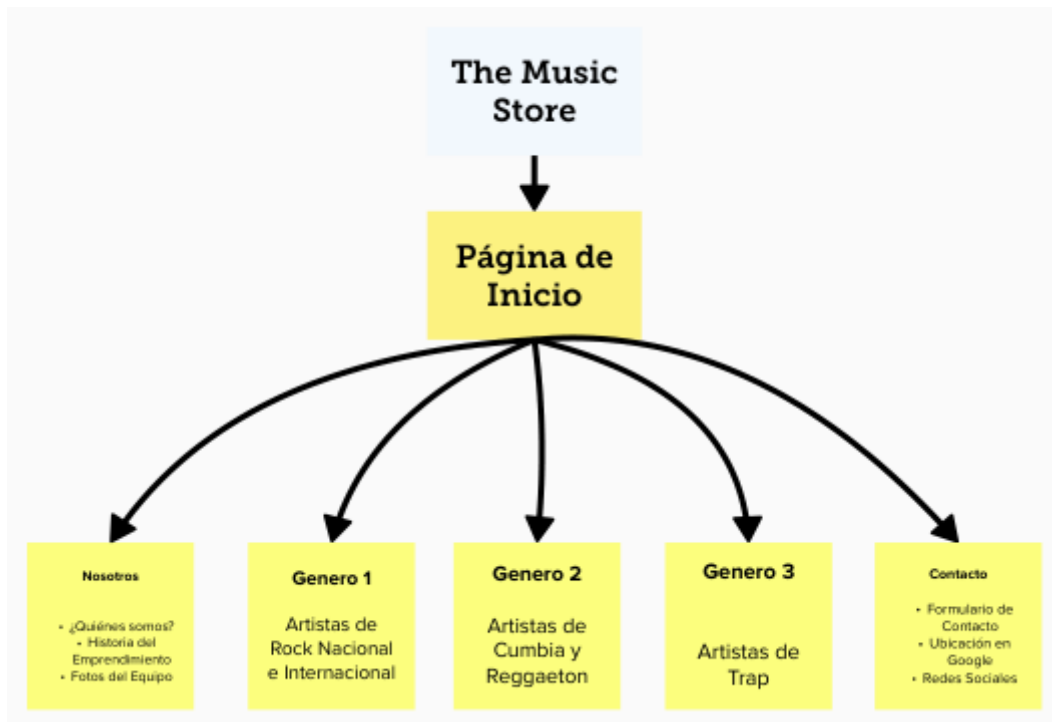 The Music
Store
Página de
Inicio
Nosotros
• ¿Quiénes somos?
• Historia del
Emprendimiento
• Fotos del Equipo
Genero 1
Artistas de
Rock Nacional
e Internacional
Genero 2
Artistas de
Cumbia y
Reggaeton
Genero 3
Artistas de
Trap
Contacto
• Formulario de
Contacto
• Ubicación en
Google
• Redes Sociales